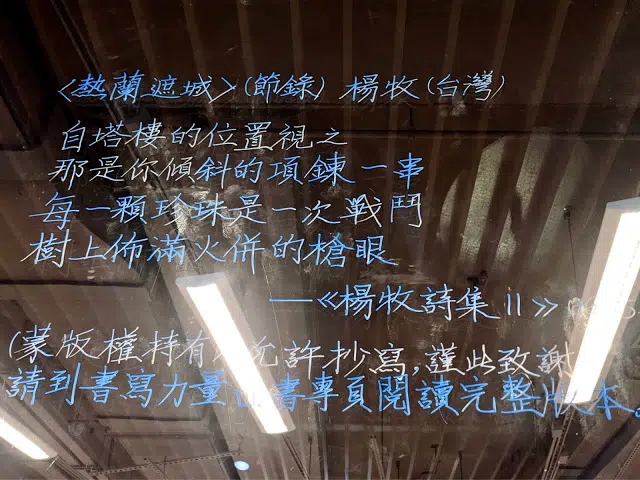 〈熱蘭遮城〉(節錄) 楊牧(台灣)
自塔樓的位置視之
那是你傾斜的項鍊一串
每一顆珍珠是一次戰鬥
樹上佈滿火併的槍眼
——《楊牧詩集 II》
(蒙版權持有 允許抄寫,謹此致謝
請到書寫力量 書專頁閱讀完整版本。